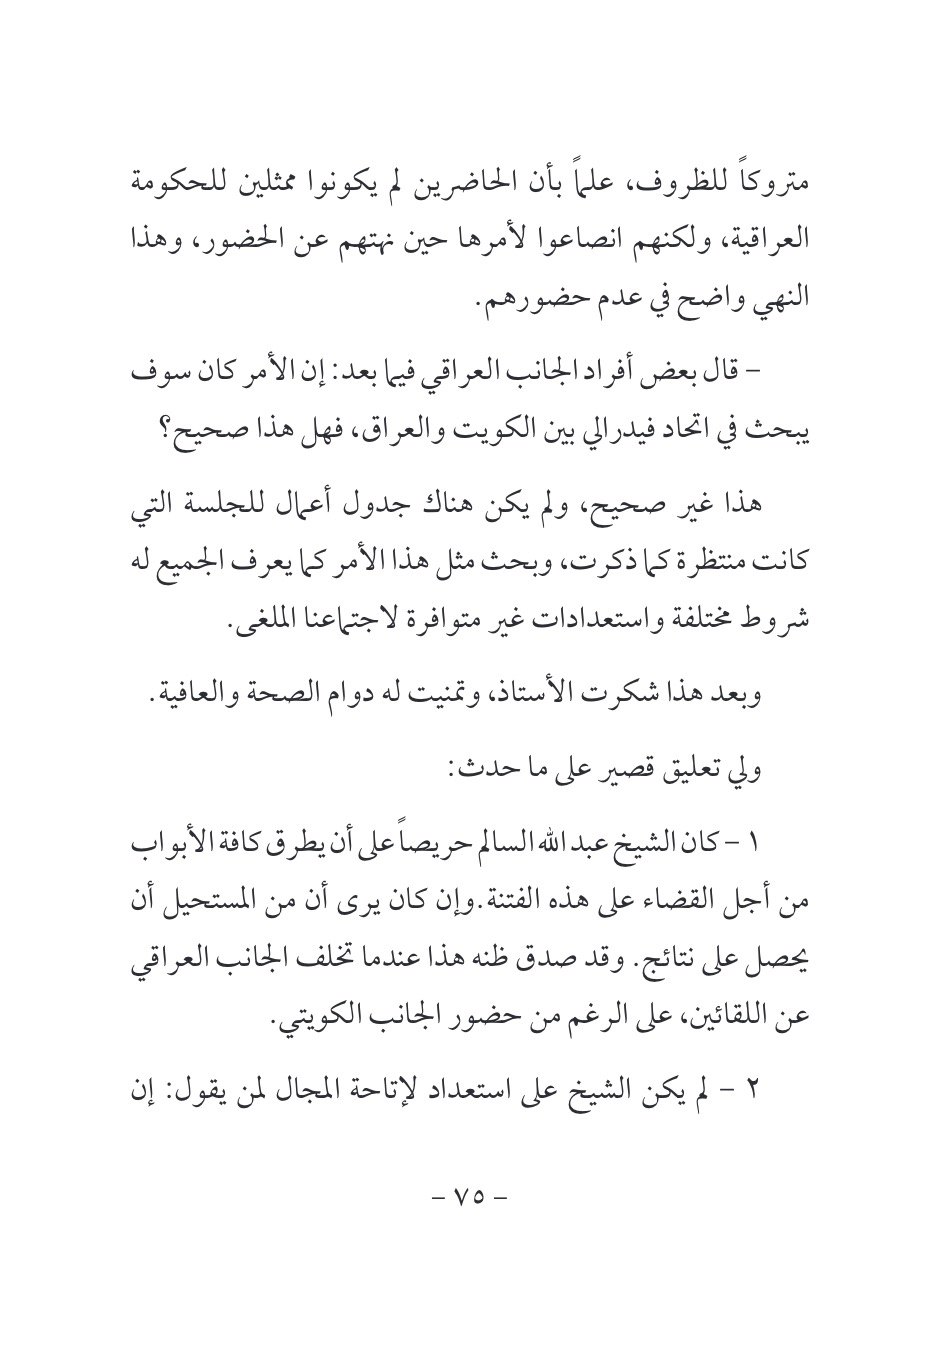 متروكاً للظروف، علماً بأن الحاضرين لم يكونوا ممثلين للحكومة
العراقية، ولكنهم انصاعوا لأمرها حين نهتهم عن الحضور، وهذا
النهي واضح في عدم حضورهم.
– قال بعض أفراد الجانب العراقي فيما بعد: إن الأمر كان سوف
يبحث في اتحاد فيدرالي بين الكويت والعراق، فهل هذا صحيح؟
هذا غير صحيح، ولم يكن هناك جدول أعمال للجلسة التي
كانت منتظرة كما ذكرت، وبحث مثل هذا الأمر كما يعرف الجميع له
شروط مختلفة واستعدادات غير متوافرة لاجتماعنا الملغى.
وبعد هذا شكرت الأستاذ، وتمنيت له دوام الصحة والعافية.
ولي تعليق قصير على ما حدث:
١ – كان الشيخ عبد الله السالم حريصاً على أن يطرق كافة الأبواب
من أجل القضاء على هذه الفتنة.وإن كان يرى أن من المستحيل أن
يحصل على نتائج. وقد صدق ظنه هذا عندما تخلف الجانب العراقي
عن اللقائين، على الرغم من حضور الجانب الكويتي.
٢ – لم يكن الشيخ على استعداد لإتاحة المجال لمن يقول: إن
– ٧٥ –